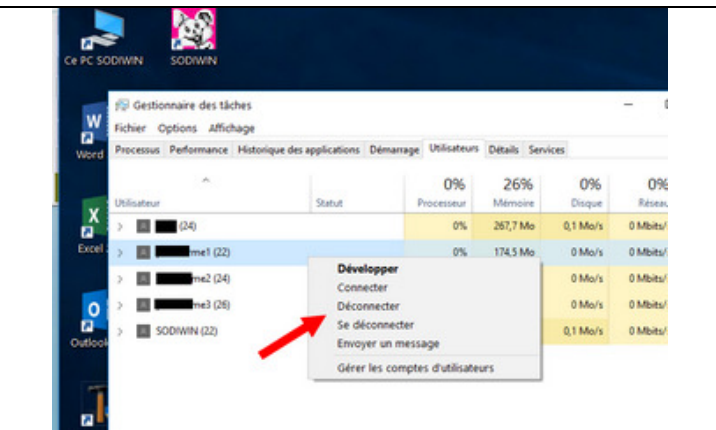 Ce PC SODIWIN
SODIWIN
Gestionnaire des tâches
Fichier Options Affichage
Processus Performance Historique des applications Démarrage Utilisateurs Détails Services
0% 26% 0% 0%
Utilisateur Statut Processeur Mémoire Disque Réseau
(24) 0% 267,7 Mo 0,1 Mo/s 0 Mbits/
me1 (22) 0% 174,5 Mo 0 Mo/s 0 Mbits/
me2 (24) 0 Mo/s 0 Mbits/
me3 (26) 0 Mo/s 0 Mbits/
SODIWIN (22) 0,1 Mo/s 0 Mbits/
Développer
Connecter
Déconnecter
Se déconnecter
Envoyer un message
Gérer les comptes d'utilisateurs
Word
Excel
Outlook